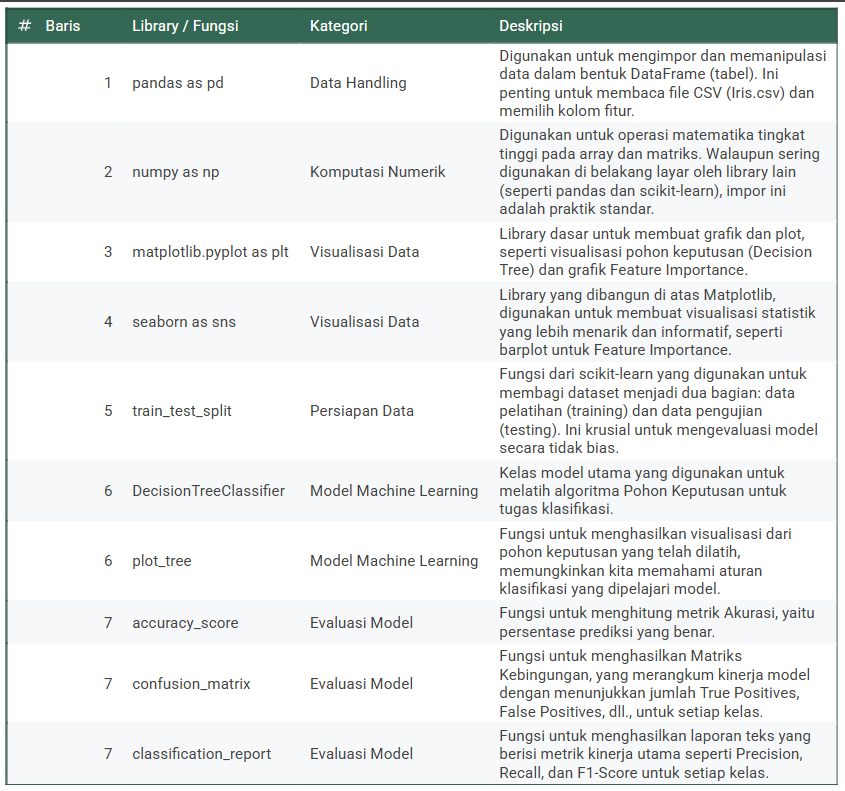 # Baris Library / Fungsi Kategori Deskripsi
Digunakan untuk mengimpor dan memanipulasi
data dalam bentuk DataFrame (tabel). Ini
1 pandas as pd Data Handling
penting untuk membaca file CSV (Iris.csv) dan
memilih kolom fitur.
Digunakan untuk operasi matematika tingkat
tinggi pada array dan matriks. Walaupun sering
2 numpy as np Komputasi Numerik digunakan di belakang layar oleh library lain
(seperti pandas dan scikit-learn), impor ini
adalah praktik standar.
Library dasar untuk membuat grafik dan plot,
3 matplotlib.pyplot as plt Visualisasi Data seperti visualisasi pohon keputusan (Decision
Tree) dan grafik Feature Importance.
Library yang dibangun di atas Matplotlib,
digunakan untuk membuat visualisasi statistik
4 seaborn as sns Visualisasi Data
yang lebih menarik dan informatif, seperti
barplot untuk Feature Importance.
Fungsi dari scikit-learn yang digunakan untuk
membagi dataset menjadi dua bagian: data
5 train_test_split Persiapan Data pelatihan (training) dan data pengujian
(testing). Ini krusial untuk mengevaluasi model
secara tidak bias.
Kelas model utama yang digunakan untuk
6 DecisionTreeClassifier Model Machine Learning melatih algoritma Pohon Keputusan untuk
tugas klasifikasi.
Fungsi untuk menghasilkan visualisasi dari
pohon keputusan yang telah dilatih,
6 plot_tree Model Machine Learning
memungkinkan kita memahami aturan
klasifikasi yang dipelajari model.
Fungsi untuk menghitung metrik Akurasi, yaitu
7 accuracy_score Evaluasi Model
persentase prediksi yang benar.
Fungsi untuk menghasilkan Matriks
Kebingungan, yang merangkum kinerja model
7 confusion_matrix Evaluasi Model
dengan menunjukkan jumlah True Positives,
False Positives, dll., untuk setiap kelas.
Fungsi untuk menghasilkan laporan teks yang
7 classification_report Evaluasi Model berisi metrik kinerja utama seperti Precision,
Recall, dan F1-Score untuk setiap kelas.